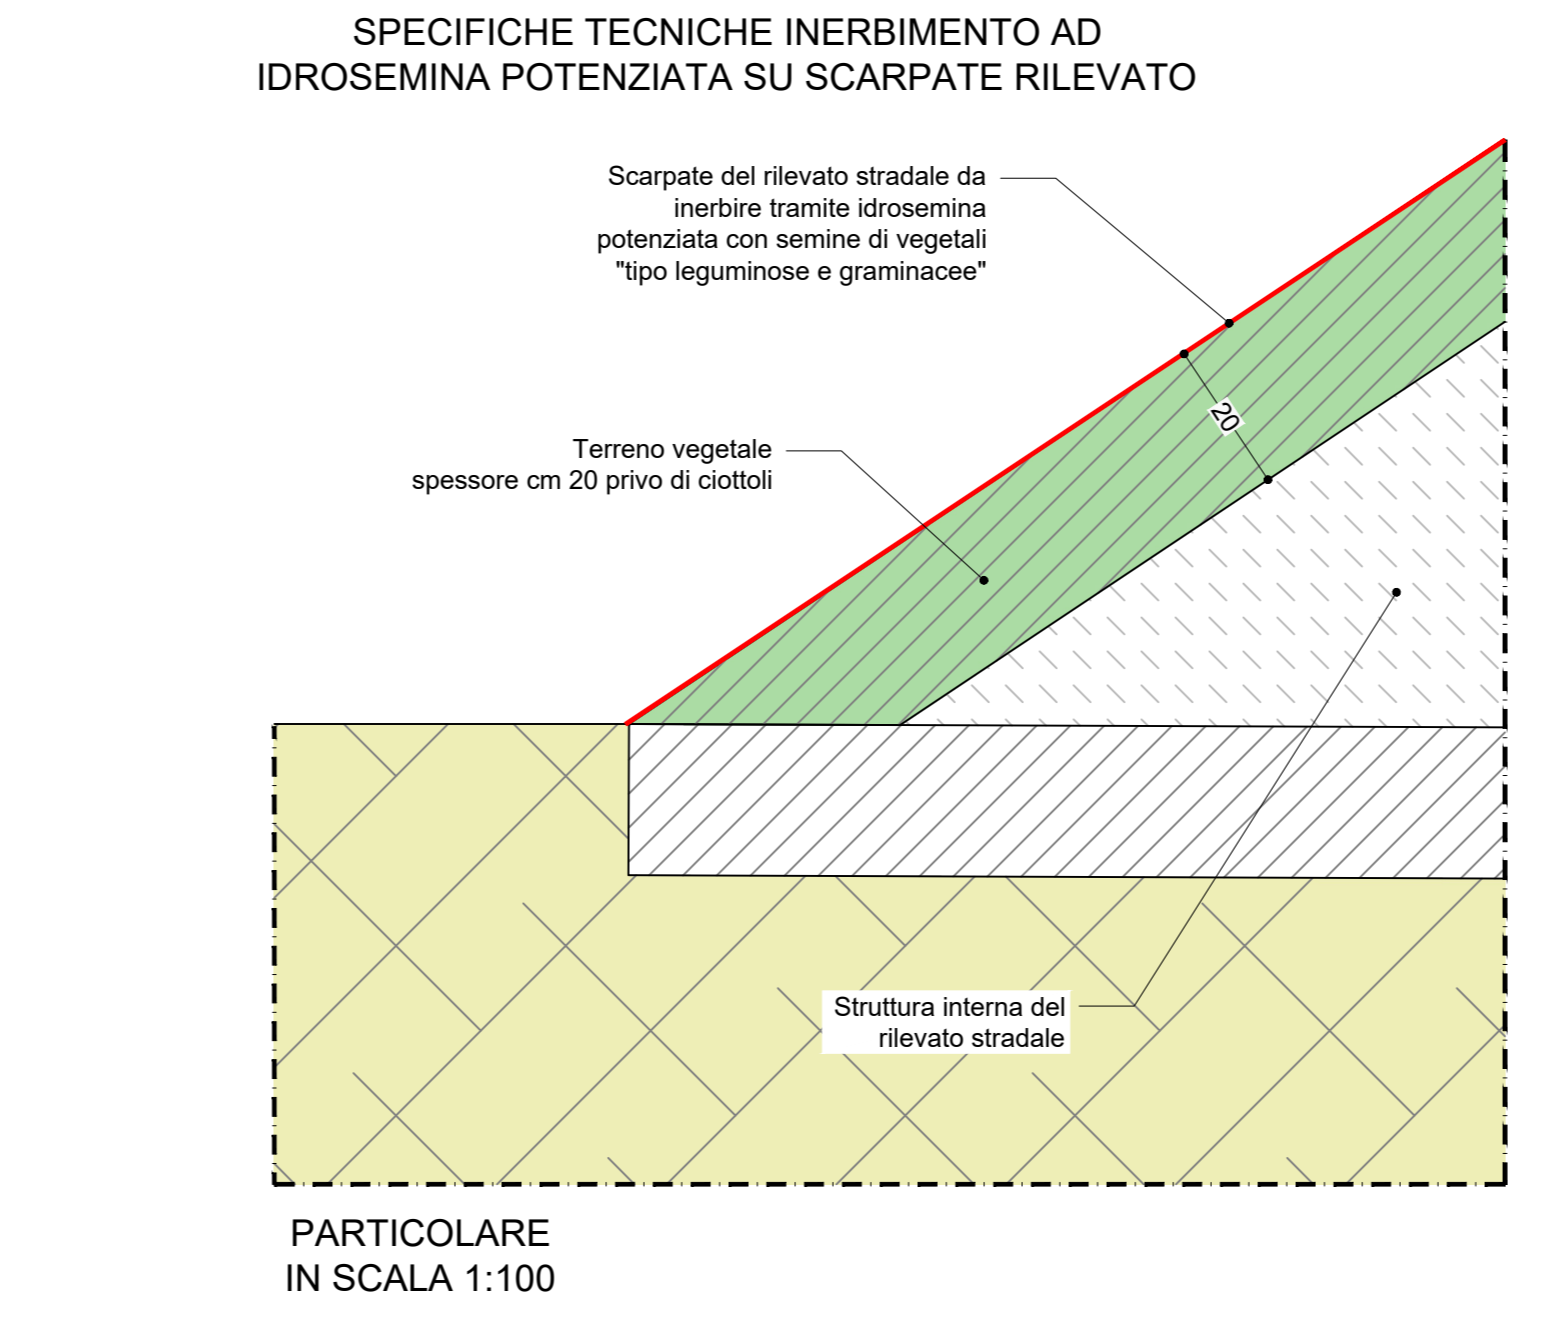 SPECIFICHE TECNICHE INERBIMENTO AD
IDROSEMINA POTENZIATA SU SCARPATE RILEVATO
Scarpate del rilevato stradale da
inerbire tramite idrosemina
potenziata con semine di vegetali
"tipo leguminose e graminacee"
20
Terreno vegetale
spessore cm 20 privo di ciottoli
Struttura interna del
rilevato stradale
PARTICOLARE
IN SCALA 1:100